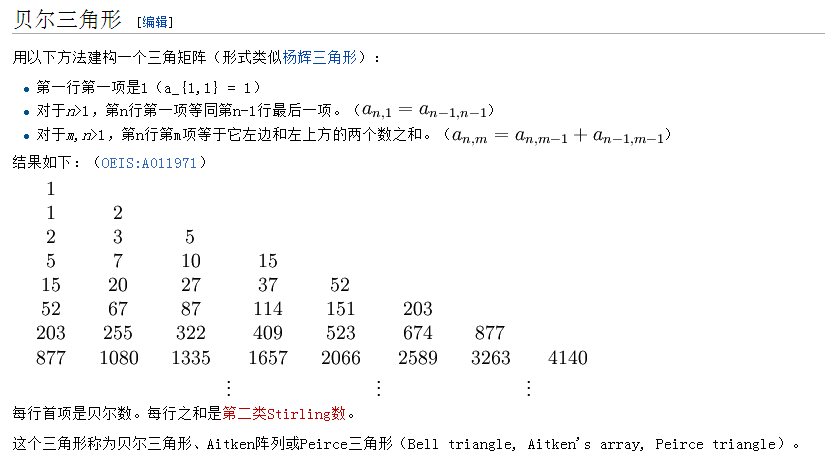 贝尔三角形 [编辑]
用以下方法建构一个三角矩阵（形式类似杨辉三角形）：
• 第一行第一项是1（a_{1,1} = 1）
• 对于n>1，第n行第一项等同第n-1行最后一项。（a_{n,1} = a_{n−1,n−1}）
• 对于m,n>1，第n行第m项等于它左边和左上方的两个数之和。（a_{n,m} = a_{n,m−1} + a_{n−1,m−1}）
结果如下：（OEIS:A011971）
1
1 2
2 3 5
5 7 10 15
15 20 27 37 52
52 67 87 114 151 203
203 255 322 409 523 674 877
877 1080 1335 1657 2066 2589 3263 4140
⋮ ⋮ ⋮
每行首项是贝尔数。每行之和是第二类Stirling数。
这个三角形称为贝尔三角形、Aitken阵列或Peirce三角形（Bell triangle, Aitken's array, Peirce triangle）。